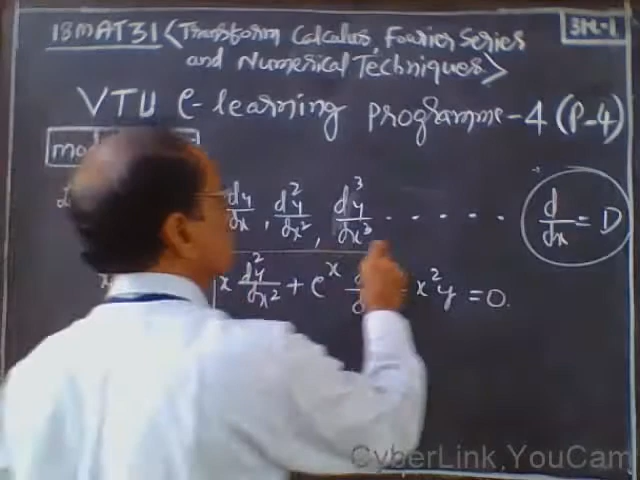 18MAT31 (Transform Calculus, Fourier Series
and Numerical Techniques>
3M-1
VTU e-learning Programme-4 (P-4)
dy/dx, d²y/dx², d³y/dx³ ......
d/dx = D
x d²y/dx² + e^x x²y = 0.
CyberLink.YouCam